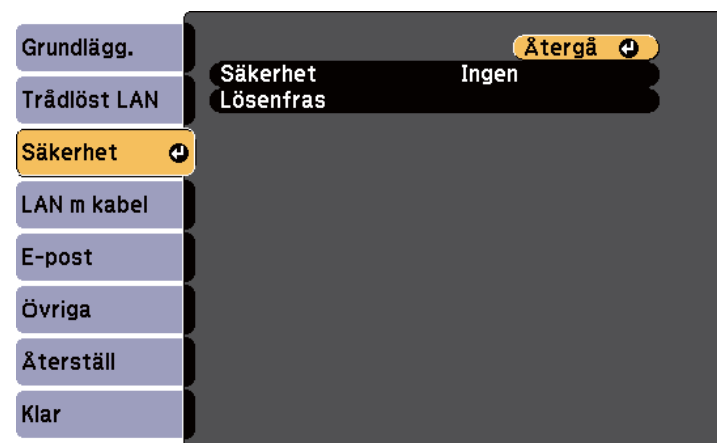 Grundlägg.
Trådlöst LAN
Säkerhet
LAN m kabel
E-post
Övriga
Återställ
Klar
Återgå
Säkerhet Ingen
Lösenfras